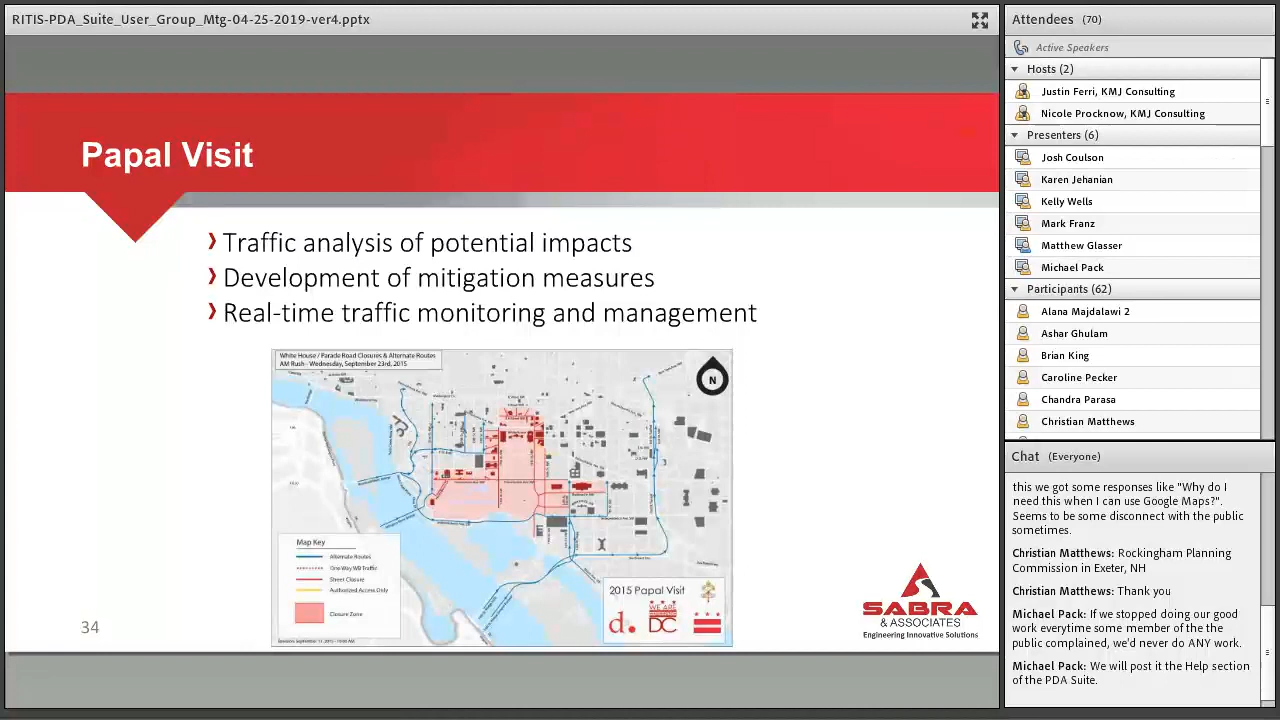 RITIS-PDA_Suite_User_Group_Mtg-04-25-2019-ver4.pptx
Papal Visit
Traffic analysis of potential impacts
Development of mitigation measures
Real-time traffic monitoring and management
White House / Parade Road Closures & Alternate Routes
AM Rush - Wednesday, September 23rd, 2015
N
Map Key
Alternate Routes
One Way WB Traffic
Street Closure
Authorized Access Only
Closure Zone
2015 Papal Visit
d.
WE ARE
DC
34
SABRA
& ASSOCIATES
Engineering Innovative Solutions
Attendees (70)
Active Speakers
Hosts (2)
Justin Ferri, KMJ Consulting
Nicole Procknow, KMJ Consulting
Presenters (6)
Josh Coulson
Karen Jehanian
Kelly Wells
Mark Franz
Matthew Glasser
Michael Pack
Participants (62)
Alana Majdalawi 2
Ashar Ghulam
Brian King
Caroline Pecker
Chandra Parasa
Christian Matthews
Chat (Everyone)
this we got some responses like "Why do I
need this when I can use Google Maps?".
Seems to be some disconnect with the public
sometimes.
Christian Matthews: Rockingham Planning
Commission in Exeter, NH
Christian Matthews: Thank you
Michael Pack: If we stopped doing our good
work everytime some member of the the
public complained, we'd never do ANY work.
Michael Pack: We will post it the Help section
of the PDA Suite.